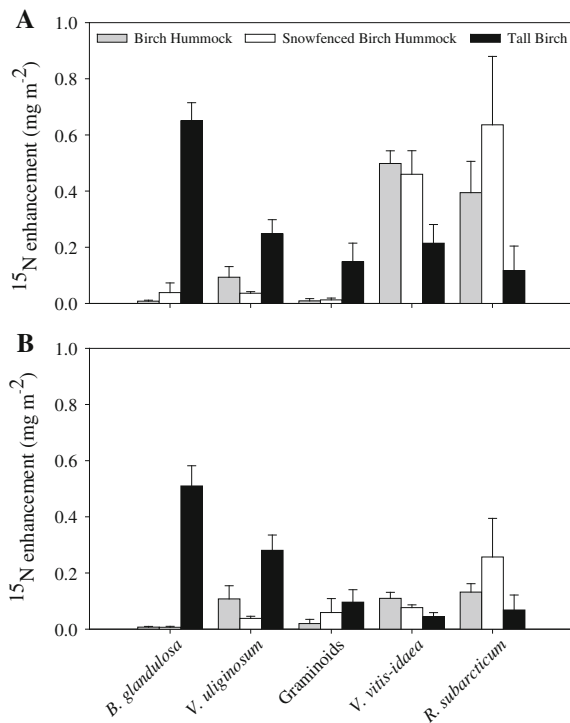 A
Birch Hummock Snowfenced Birch Hummock Tall Birch
¹⁵N enhancement (mg m⁻²)
1.0
0.8
0.6
0.4
0.2
0.0
B
¹⁵N enhancement (mg m⁻²)
1.0
0.8
0.6
0.4
0.2
0.0
B. glandulosa
V. uliginosum
Graminoids
V. vitis-idaea
R. subarcticum